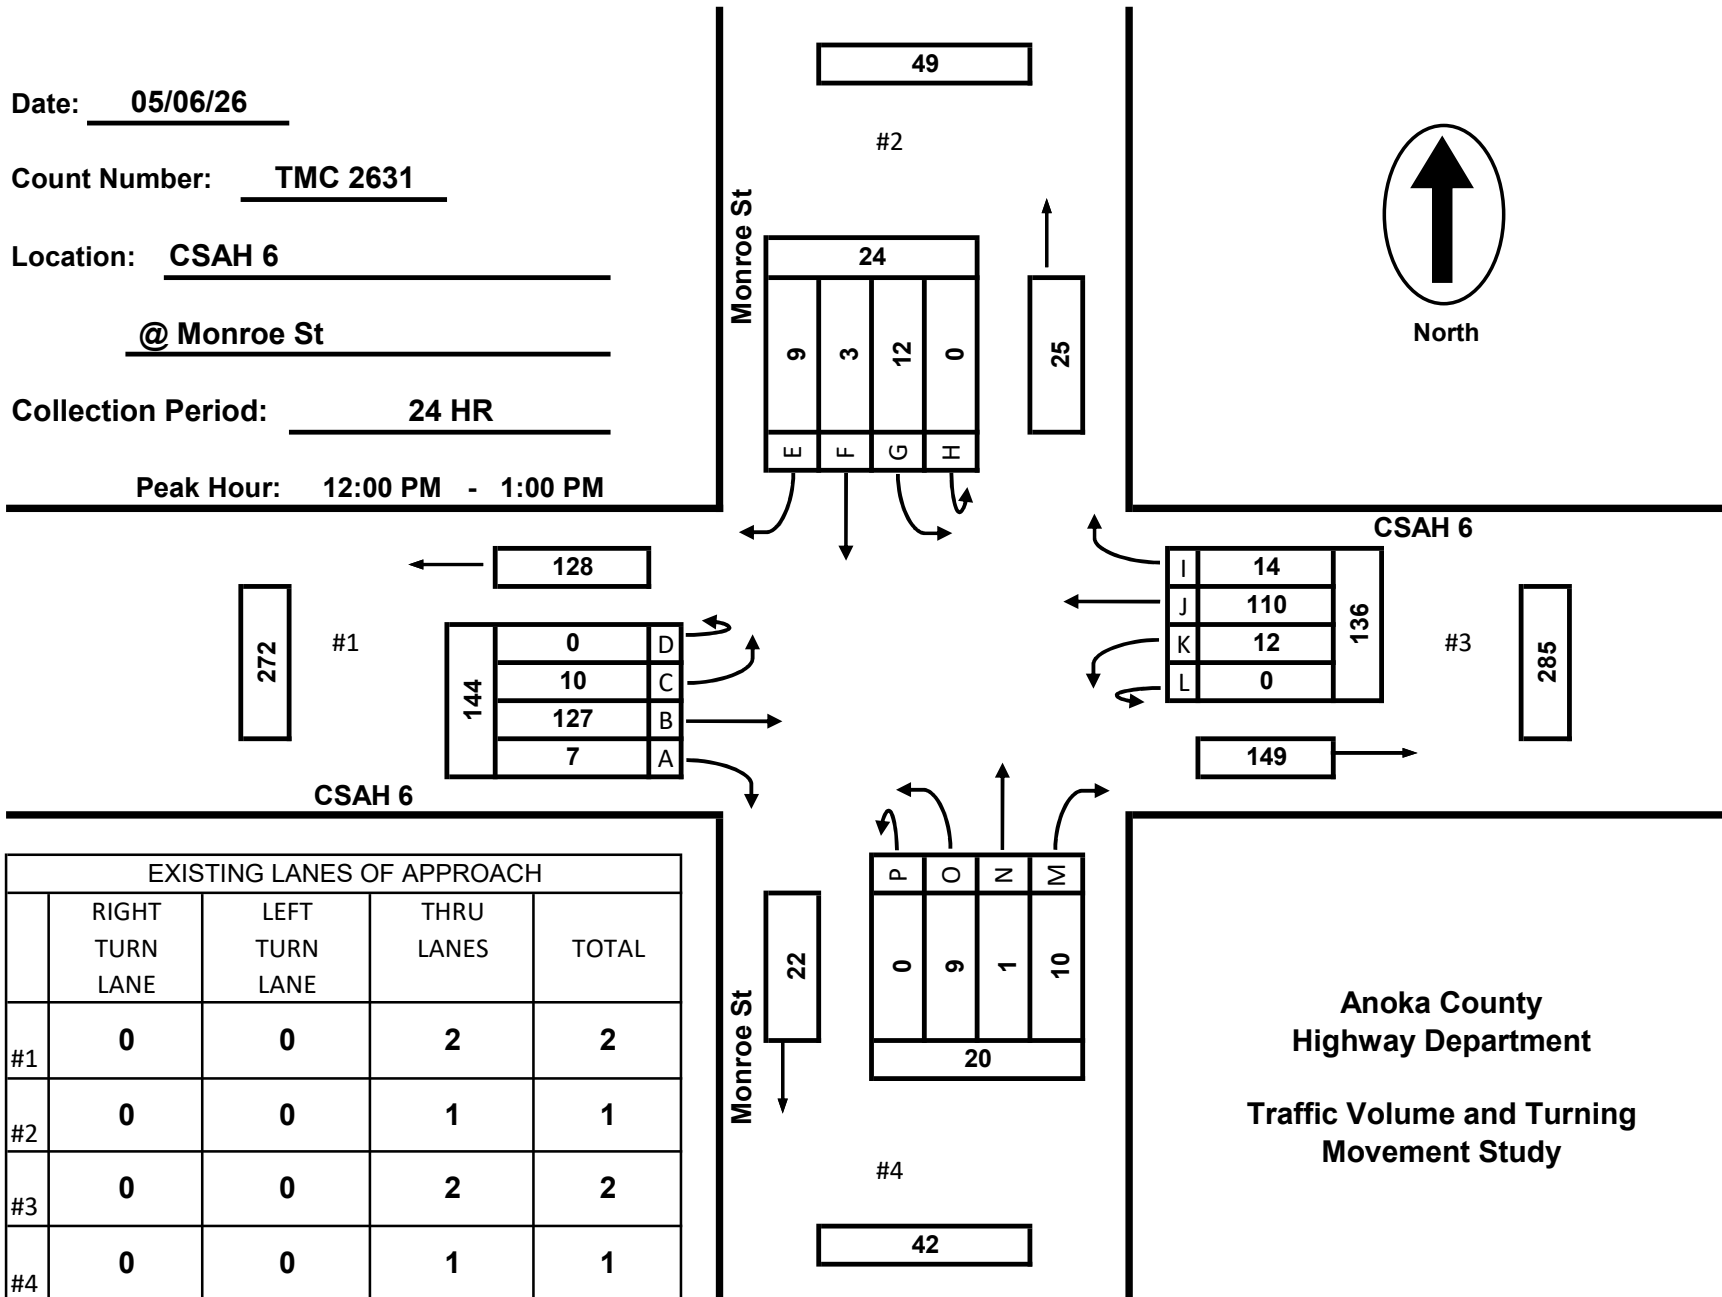 Date: 05/06/26
Count Number: TMC 2631
Location: CSAH 6
@ Monroe St
Collection Period: 24 HR
Peak Hour: 12:00 PM - 1:00 PM
49
#2
Monroe St
24
9 3 12 0
E F G H
25
North
CSAH 6
128
272
#1
144
0 D
10 C
127 B
7 A
CSAH 6
I 14
J 110
K 12
L 0
136
#3
285
149
P O N M
0 9 1 10
20
22
Monroe St
#4
42
EXISTING LANES OF APPROACH
RIGHT LEFT THRU
TURN TURN LANES TOTAL
LANE LANE
#1 0 0 2 2
#2 0 0 1 1
#3 0 0 2 2
#4 0 0 1 1
Anoka County
Highway Department
Traffic Volume and Turning
Movement Study